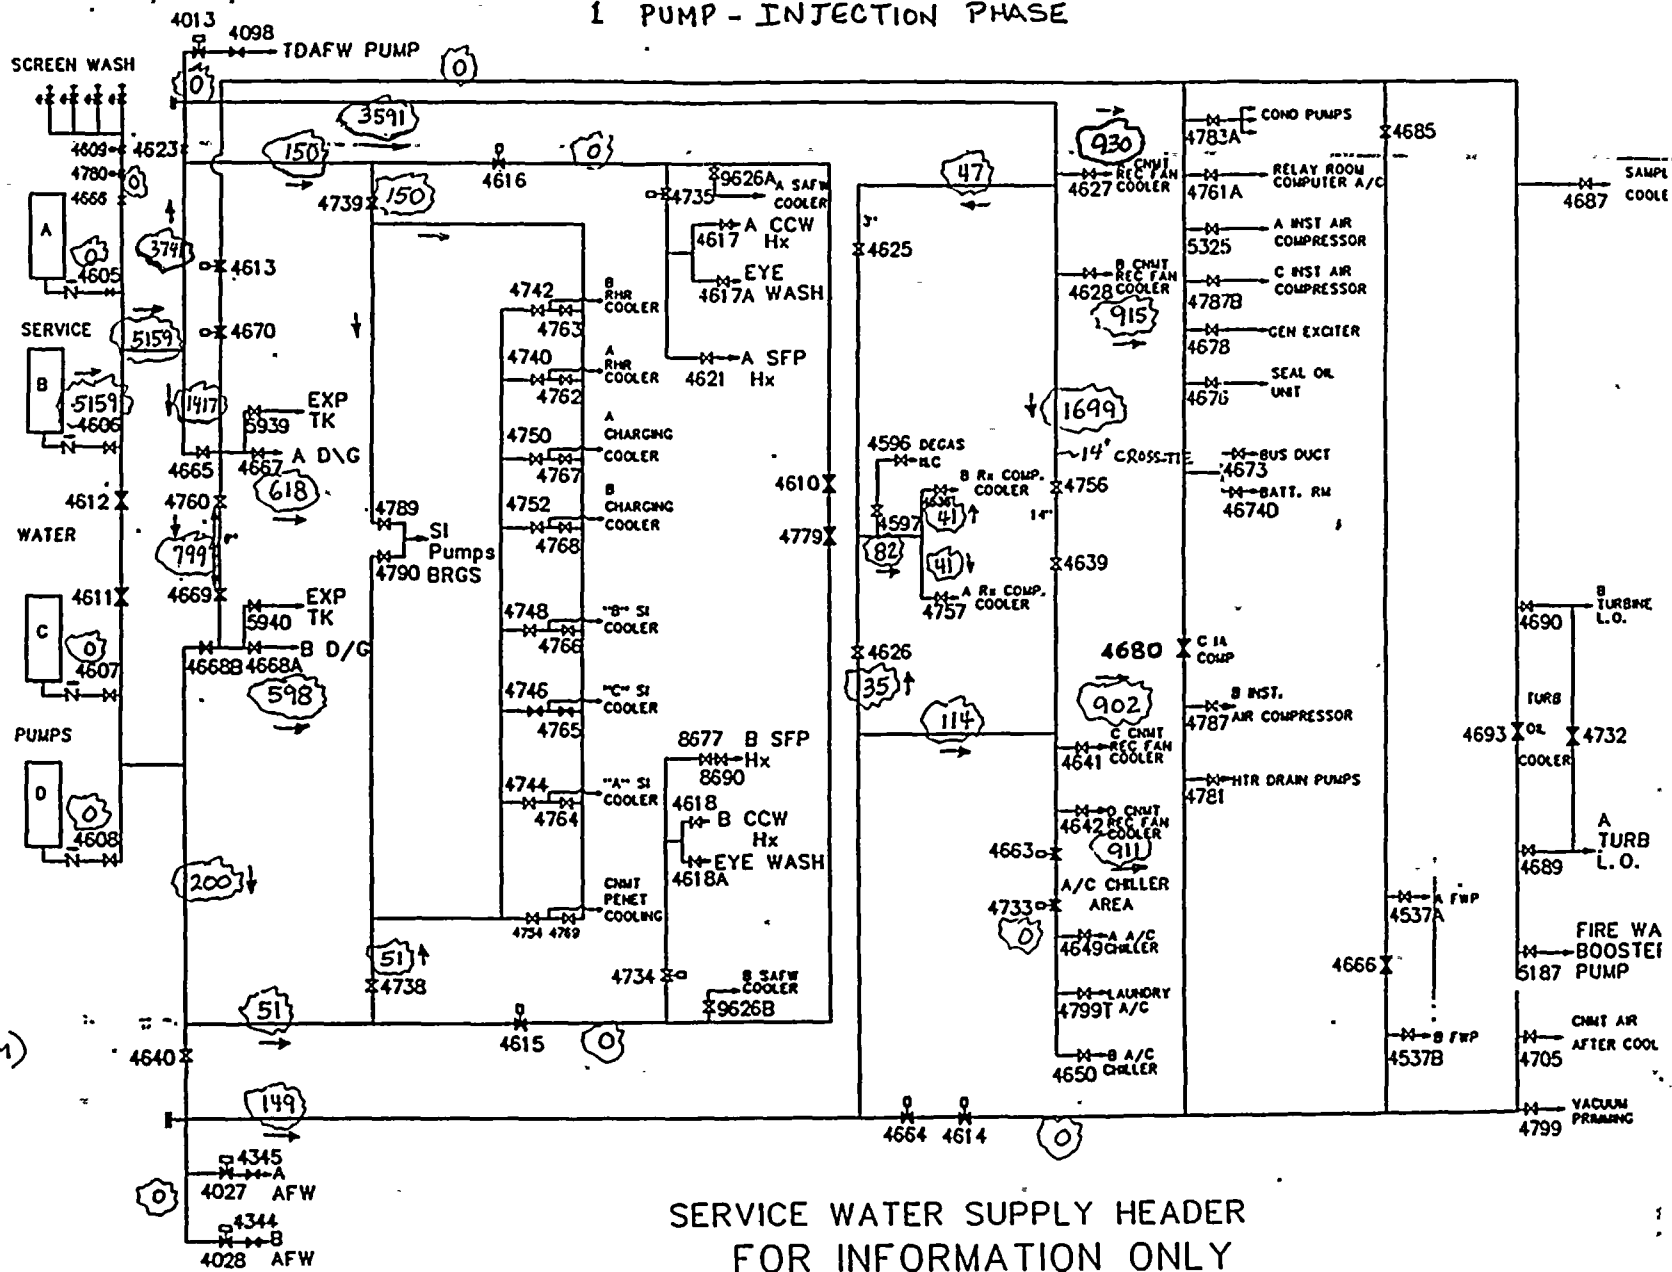 1 PUMP - INJECTION PHASE
4013
4098
TDAFW PUMP
0
0
SCREEN WASH
3591
4609
4623
4780
4666
0
150
4616
0
4739
150
4735
9626A
A SAFW
COOLER
4617
A CCW
Hx
4617A
EYE
WASH
4621
A SFP
Hx
A
0
4605
3741
4613
4670
SERVICE
5159
B
5159
4606
1417
5939
EXP
TK
4665
4667
A D\G
618
4612
4760
WATER
799
8"
4611
4669
C
0
4607
5940
EXP
TK
4668B
4668A
B D/G
598
PUMPS
D
0
4608
200
4742
4763
B
RHR
COOLER
4740
4762
A
RHR
COOLER
4750
4767
A
CHARGING
COOLER
4752
4768
B
CHARGING
COOLER
4789
4790
SI
Pumps
BRGS
4748
4766
"B" SI
COOLER
4746
4765
"C" SI
COOLER
4744
4764
"A" SI
COOLER
4754
4769
CNMT
PENET
COOLING
51
4738
51
4615
0
4610
4779
8677
8690
B SFP
Hx
4618
B CCW
Hx
4618A
EYE WASH
4734
B SAFW
COOLER
9626B
4640
149
4345
4027
A
AFW
0
4344
4028
B
AFW
47
3"
4625
930
4627
CNMT
REC FAN
COOLER
4628
B CNMT
REC FAN
COOLER
915
1699
14" CROSS-TIE
4756
14"
4639
4596
DEGAS
4597
B Rx COMP.
COOLER
41
82
41
4757
A Rx COMP.
COOLER
4626
35
114
902
4641
C CNMT
REC FAN
COOLER
4642
D CNMT
REC FAN
COOLER
911
4663
A/C CHILLER
AREA
4733
0
4649
A A/C
CHILLER
4799T
LAUNDRY
A/C
4650
B A/C
CHILLER
4664
4614
0
4783A
COND PUMPS
4761A
RELAY ROOM
COMPUTER A/C
5325
A INST AIR
COMPRESSOR
4787B
C INST AIR
COMPRESSOR
4678
GEN EXCITER
4676
SEAL OIL
UNIT
4673
BUS DUCT
4674D
BATT. RM
4680
C IA
COMP
4787
B INST.
AIR COMPRESSOR
4781
HTR DRAIN PUMPS
4685
4687
SAMPL
COOLE
4690
B
TURBINE
L.O.
4693
TURB
OIL
COOLER
4732
4689
A
TURB
L.O.
4537A
A FWP
4666
4537B
B FWP
5187
FIRE WA
BOOSTE
PUMP
4705
CNMT AIR
AFTER COOL
4799
VACUUM
PRIMING
SERVICE WATER SUPPLY HEADER
FOR INFORMATION ONLY